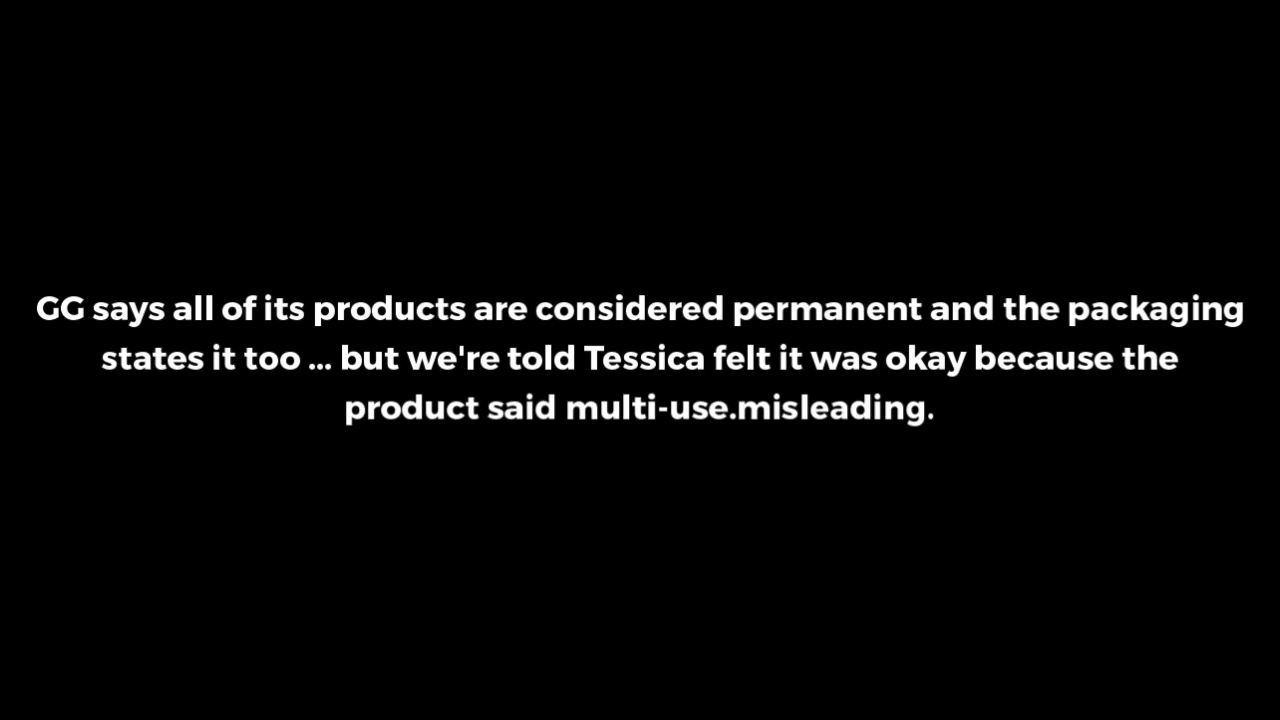 GG says all of its products are considered permanent and the packaging
states it too ... but we're told Tessica felt it was okay because the
product said multi-use.misleading.